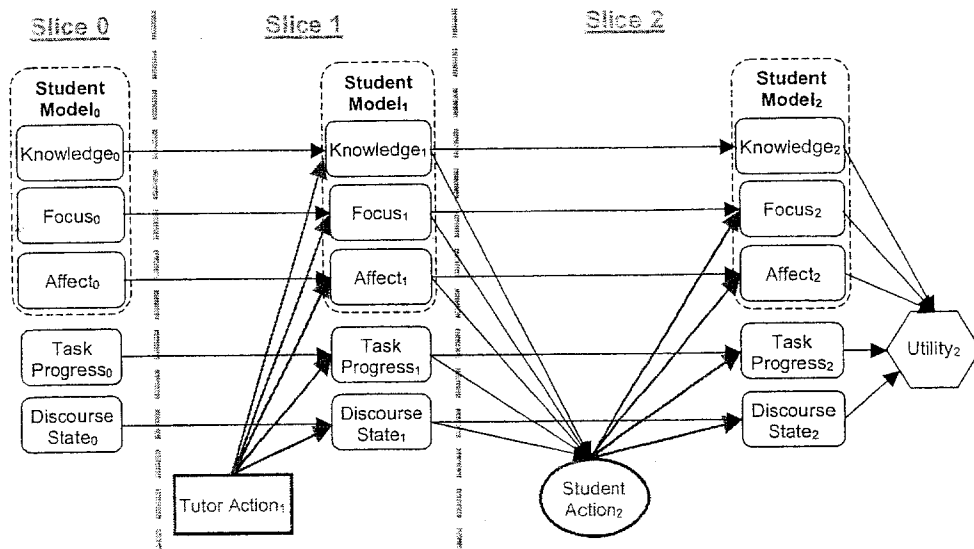 Slice 0
Slice 1
Slice 2
Student
Model₀
Knowledge₀
Focus₀
Affect₀
Task
Progress₀
Discourse
State₀
Tutor Action₁
Student
Model₁
Knowledge₁
Focus₁
Affect₁
Task
Progress₁
Discourse
State₁
Student
Action₂
Student
Model₂
Knowledge₂
Focus₂
Affect₂
Task
Progress₂
Discourse
State₂
Utility₂